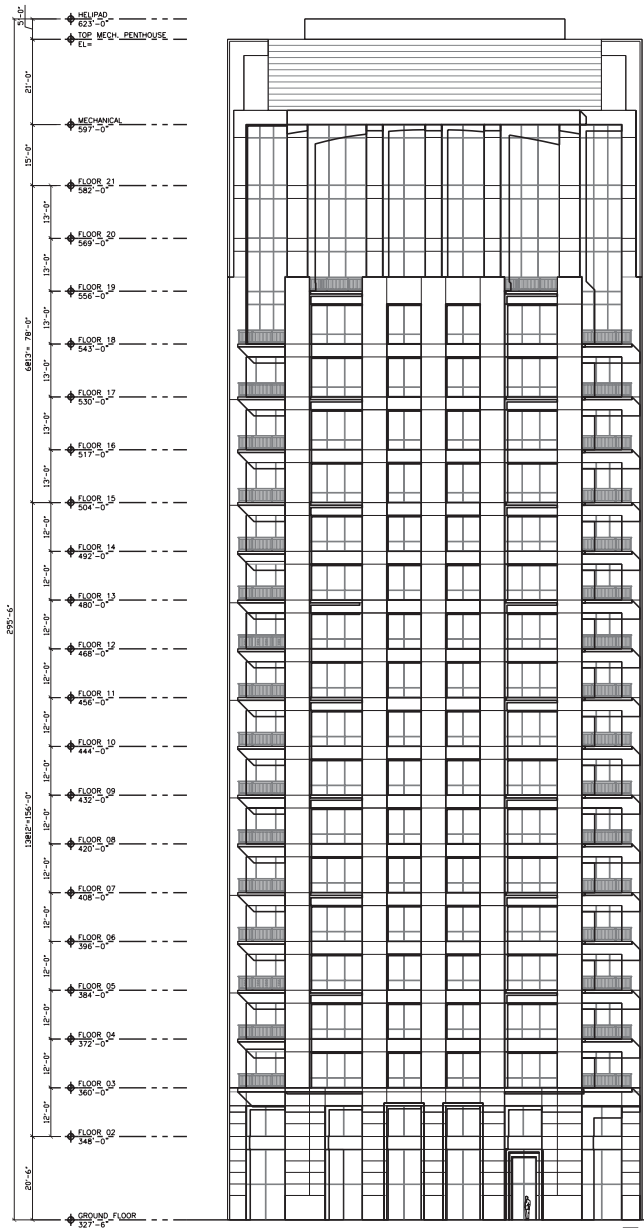 HELIPAD
623'-0"
TOP MECH. PENTHOUSE
EL=
MECHANICAL
597'-0"
FLOOR 21
582'-0"
FLOOR 20
569'-0"
FLOOR 19
556'-0"
FLOOR 18
543'-0"
FLOOR 17
530'-0"
FLOOR 16
517'-0"
FLOOR 15
504'-0"
FLOOR 14
492'-0"
FLOOR 13
480'-0"
FLOOR 12
468'-0"
FLOOR 11
456'-0"
FLOOR 10
444'-0"
FLOOR 09
432'-0"
FLOOR 08
420'-0"
FLOOR 07
408'-0"
FLOOR 06
396'-0"
FLOOR 05
384'-0"
FLOOR 04
372'-0"
FLOOR 03
360'-0"
FLOOR 02
348'-0"
GROUND FLOOR
327'-6"
5'-0"
21'-0"
15'-0"
6@13'= 78'-0"
13@12'=156'-0"
20'-6"
295'-6"
13'-0"
13'-0"
13'-0"
13'-0"
13'-0"
13'-0"
12'-0"
12'-0"
12'-0"
12'-0"
12'-0"
12'-0"
12'-0"
12'-0"
12'-0"
12'-0"
12'-0"
12'-0"
12'-0"